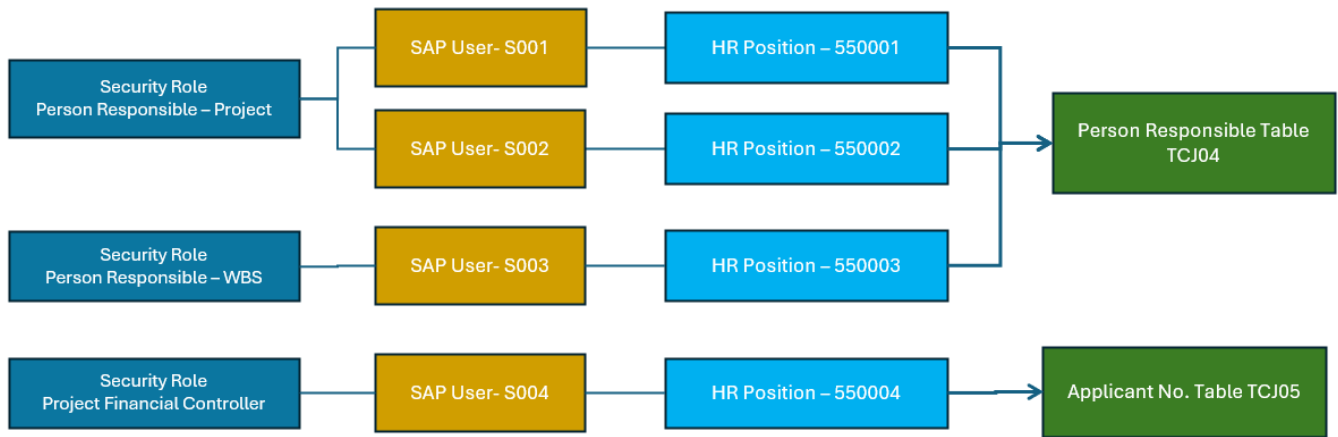 SAP User- S001
HR Position – 550001
Security Role
Person Responsible – Project
SAP User- S002
HR Position – 550002
Person Responsible Table
TCJ04
Security Role
Person Responsible – WBS
SAP User- S003
HR Position – 550003
Security Role
Project Financial Controller
SAP User- S004
HR Position – 550004
Applicant No. Table TCJ05